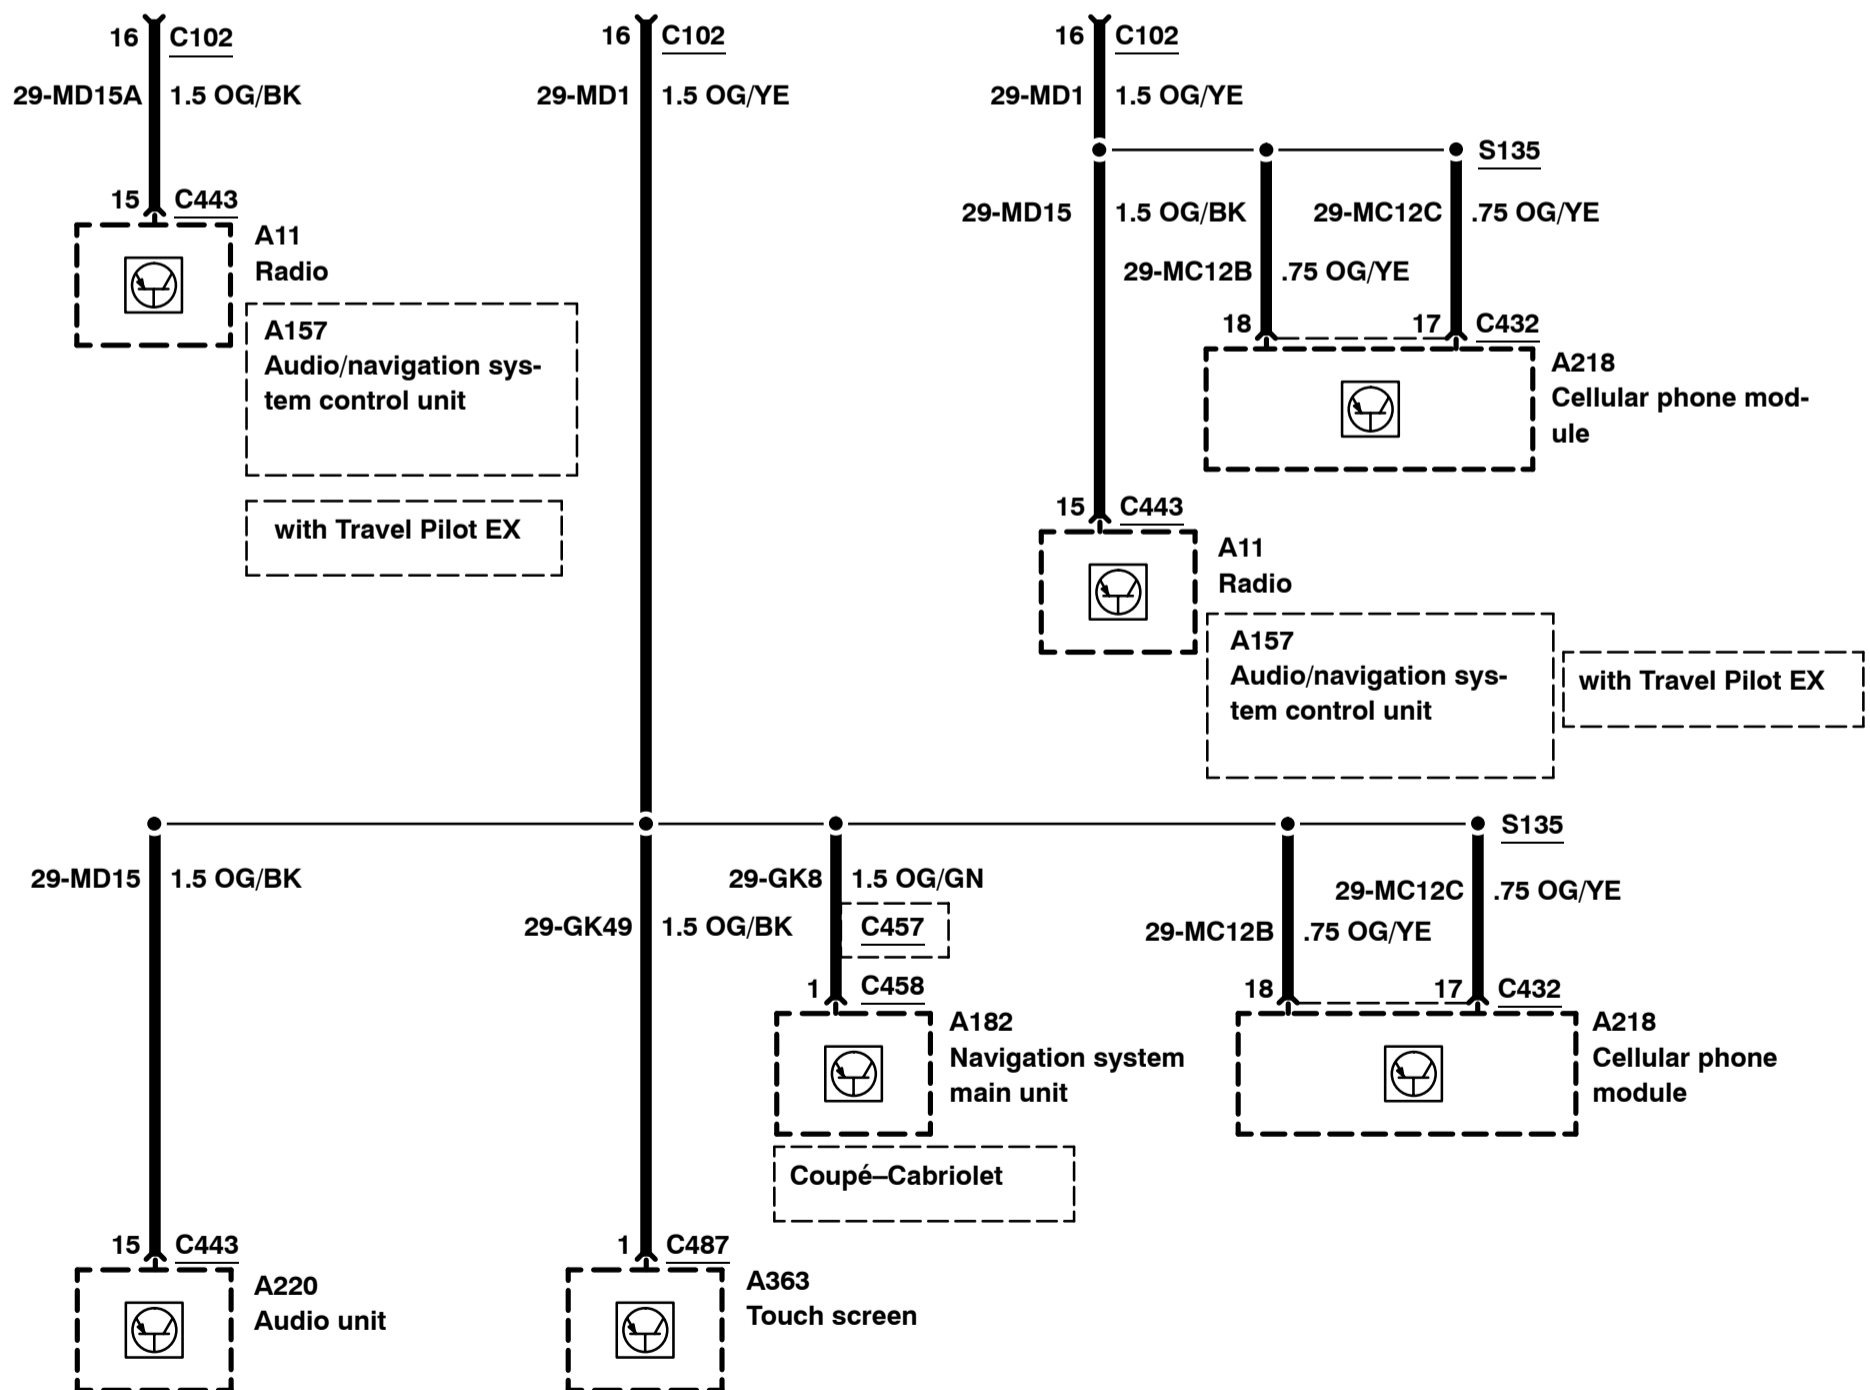 16 C102
29-MD15A 1.5 OG/BK
15 C443
A11
Radio
A157
Audio/navigation sys-
tem control unit
with Travel Pilot EX
16 C102
29-MD1 1.5 OG/YE
16 C102
29-MD1 1.5 OG/YE
S135
29-MD15 1.5 OG/BK
29-MC12C .75 OG/YE
29-MC12B .75 OG/YE
18 17 C432
A218
Cellular phone mod-
ule
15 C443
A11
Radio
A157
Audio/navigation sys-
tem control unit
with Travel Pilot EX
S135
29-MD15 1.5 OG/BK
29-GK49 1.5 OG/BK
29-GK8 1.5 OG/GN
C457
1 C458
A182
Navigation system
main unit
Coupé–Cabriolet
29-MC12C .75 OG/YE
29-MC12B .75 OG/YE
18 17 C432
A218
Cellular phone
module
15 C443
A220
Audio unit
1 C487
A363
Touch screen